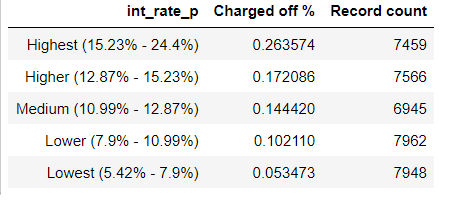 int_rate_p Charged off % Record count
Highest (15.23% - 24.4%) 0.263574 7459
Higher (12.87% - 15.23%) 0.172086 7566
Medium (10.99% - 12.87%) 0.144420 6945
Lower (7.9% - 10.99%) 0.102110 7962
Lowest (5.42% - 7.9%) 0.053473 7948